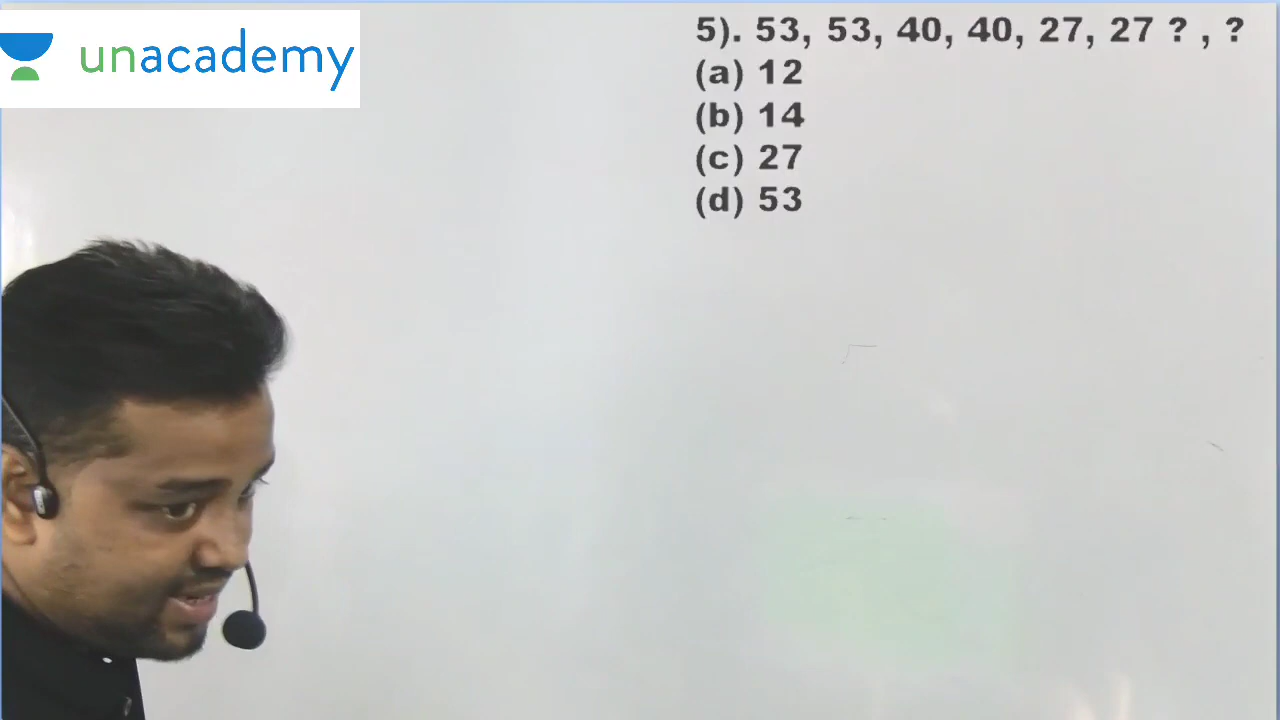 unacademy
5). 53, 53, 40, 40, 27, 27 ? , ?
(a) 12
(b) 14
(c) 27
(d) 53